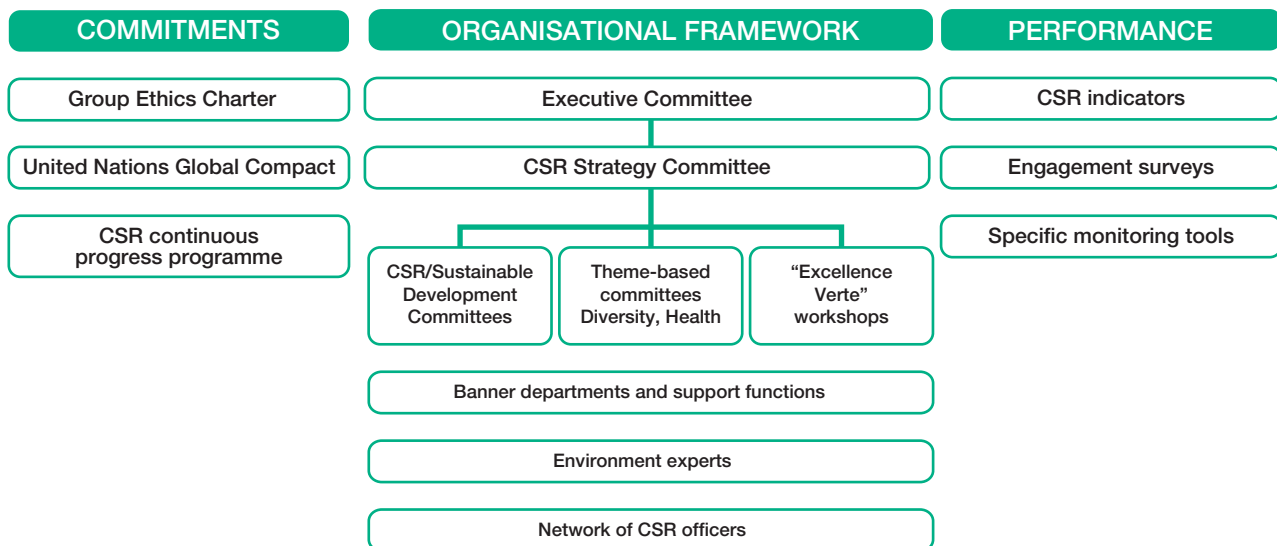 COMMITMENTS
Group Ethics Charter
United Nations Global Compact
CSR continuous
progress programme
ORGANISATIONAL FRAMEWORK
Executive Committee
CSR Strategy Committee
CSR/Sustainable
Development
Committees
Theme-based
committees
Diversity, Health
“Excellence
Verte”
workshops
Banner departments and support functions
Environment experts
Network of CSR officers
PERFORMANCE
CSR indicators
Engagement surveys
Specific monitoring tools